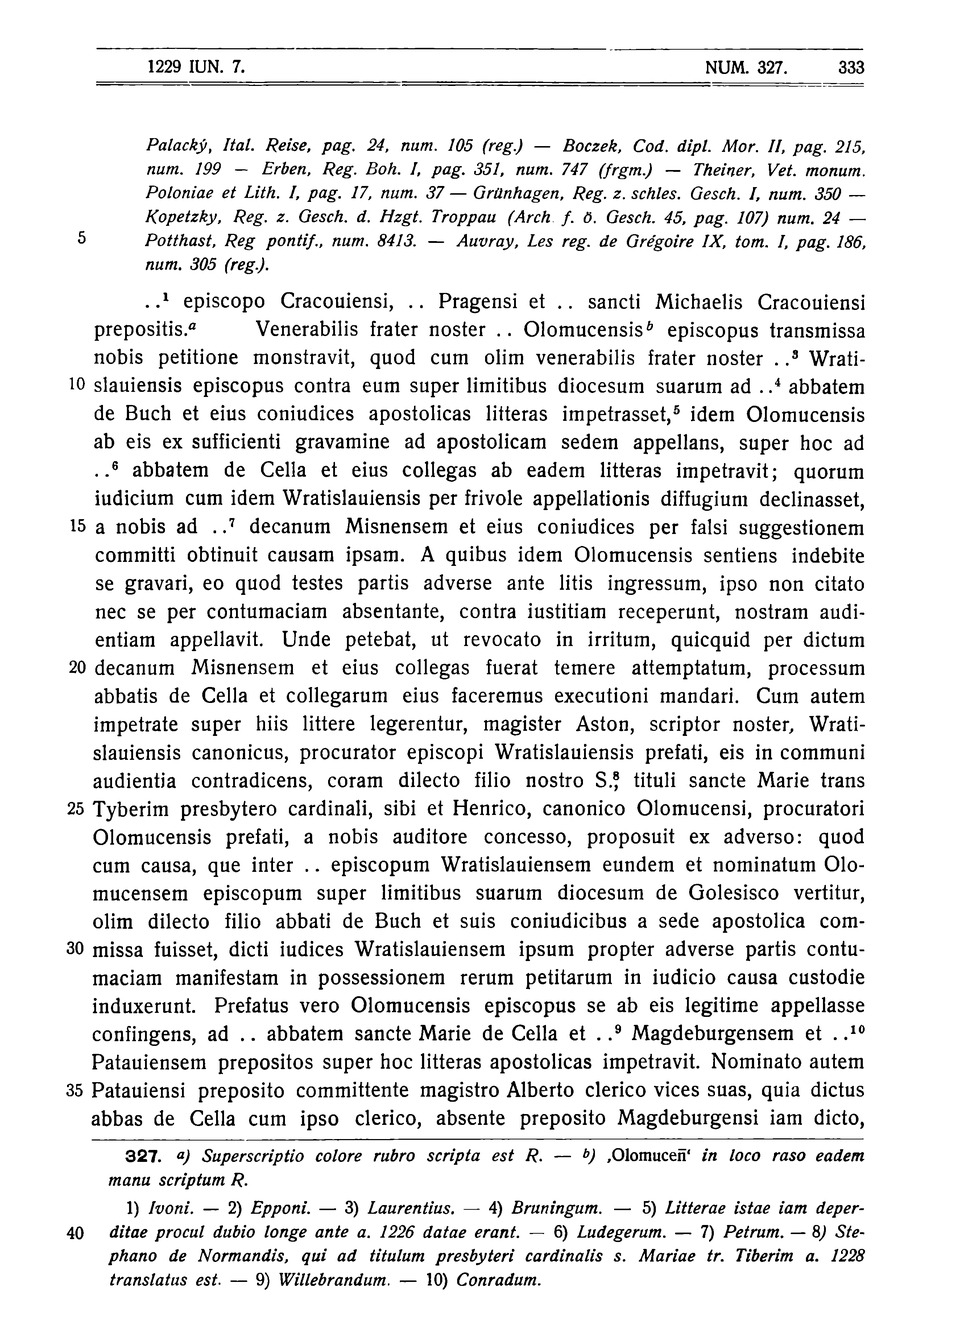 1229 IUN. 7. NUM. 327. 333
Palacký, Ital. Reise, pag. 24, num. 105 (reg.) — Boczek, Cod. dipl. Mor. II, pag. 215,
num. 199 — Erben, Reg. Boh. I, pag. 351, num. 747 (frgm.) — Theiner, Vet. monum.
Poloniae et Lith. I, pag. 17, num. 37 — Grünhagen, Reg. z. schles. Gesch. I, num. 350 —
Kopetzky, Reg. z. Gesch. d. Hzgt. Troppau (Arch f. ö. Gesch. 45, pag. 107) num. 24 —
5 Potthast, Reg pontif., num. 8413. — Auvray, Les reg. de Grégoire IX, tom. I, pag. 186,
num. 305 (reg.).
..¹ episcopo Cracouiensi, .. Pragensi et .. sancti Michaelis Cracouiensi
prepositis.ᵃ Venerabilis frater noster .. Olomucensisᵇ episcopus transmissa
nobis petitione monstravit, quod cum olim venerabilis frater noster ..³ Wrati-
10 slauiensis episcopus contra eum super limitibus diocesum suarum ad ..⁴ abbatem
de Buch et eius coniudices apostolicas litteras impetrasset,⁵ idem Olomucensis
ab eis ex sufficienti gravamine ad apostolicam sedem appellans, super hoc ad
..⁶ abbatem de Cella et eius collegas ab eadem litteras impetravit; quorum
iudicium cum idem Wratislauiensis per frivole appellationis diffugium declinasset,
15 a nobis ad ..⁷ decanum Misnensem et eius coniudices per falsi suggestionem
committi obtinuit causam ipsam. A quibus idem Olomucensis sentiens indebite
se gravari, eo quod testes partis adverse ante litis ingressum, ipso non citato
nec se per contumaciam absentante, contra iustitiam receperunt, nostram audi-
entiam appellavit. Unde petebat, ut revocato in irritum, quicquid per dictum
20 decanum Misnensem et eius collegas fuerat temere attemptatum, processum
abbatis de Cella et collegarum eius faceremus executioni mandari. Cum autem
impetrate super hiis littere legerentur, magister Aston, scriptor noster, Wrati-
slauiensis canonicus, procurator episcopi Wratislauiensis prefati, eis in communi
audientia contradicens, coram dilecto filio nostro S.,⁸ tituli sancte Marie trans
25 Tyberim presbytero cardinali, sibi et Henrico, canonico Olomucensi, procuratori
Olomucensis prefati, a nobis auditore concesso, proposuit ex adverso: quod
cum causa, que inter .. episcopum Wratislauiensem eundem et nominatum Olo-
mucensem episcopum super limitibus suarum diocesum de Golesisco vertitur,
olim dilecto filio abbati de Buch et suis coniudicibus a sede apostolica com-
30 missa fuisset, dicti iudices Wratislauiensem ipsum propter adverse partis contu-
maciam manifestam in possessionem rerum petitarum in iudicio causa custodie
induxerunt. Prefatus vero Olomucensis episcopus se ab eis legitime appellasse
confingens, ad .. abbatem sancte Marie de Cella et ..⁹ Magdeburgensem et ..¹⁰
Patauiensem prepositos super hoc litteras apostolicas impetravit. Nominato autem
35 Patauiensi preposito committente magistro Alberto clerico vices suas, quia dictus
abbas de Cella cum ipso clerico, absente preposito Magdeburgensi iam dicto,
327. a) Superscriptio colore rubro scripta est R. — b) ‚Olomucen̄‘ in loco raso eadem
manu scriptum R.
1) Ivoni. — 2) Epponi. — 3) Laurentius. — 4) Bruningum. — 5) Litterae istae iam deper-
40 ditae procul dubio longe ante a. 1226 datae erant. — 6) Ludegerum. — 7) Petrum. — 8) Ste-
phano de Normandis, qui ad titulum presbyteri cardinalis s. Mariae tr. Tiberim a. 1228
translatus est. — 9) Willebrandum. — 10) Conradum.